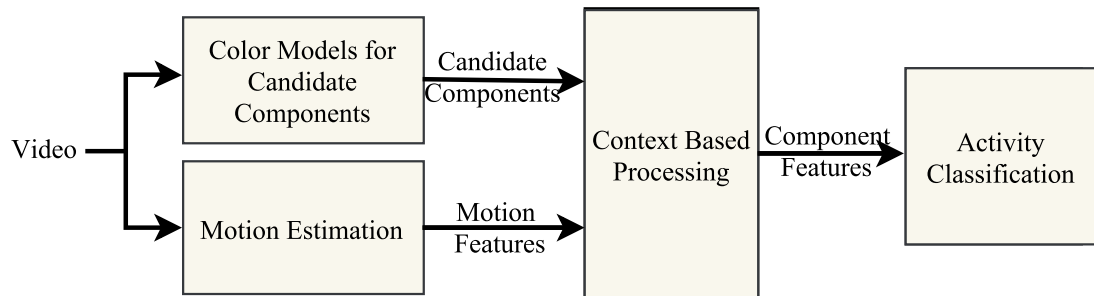 Video
Color Models for
Candidate
Components
Candidate
Components
Motion Estimation
Motion
Features
Context Based
Processing
Component
Features
Activity
Classification